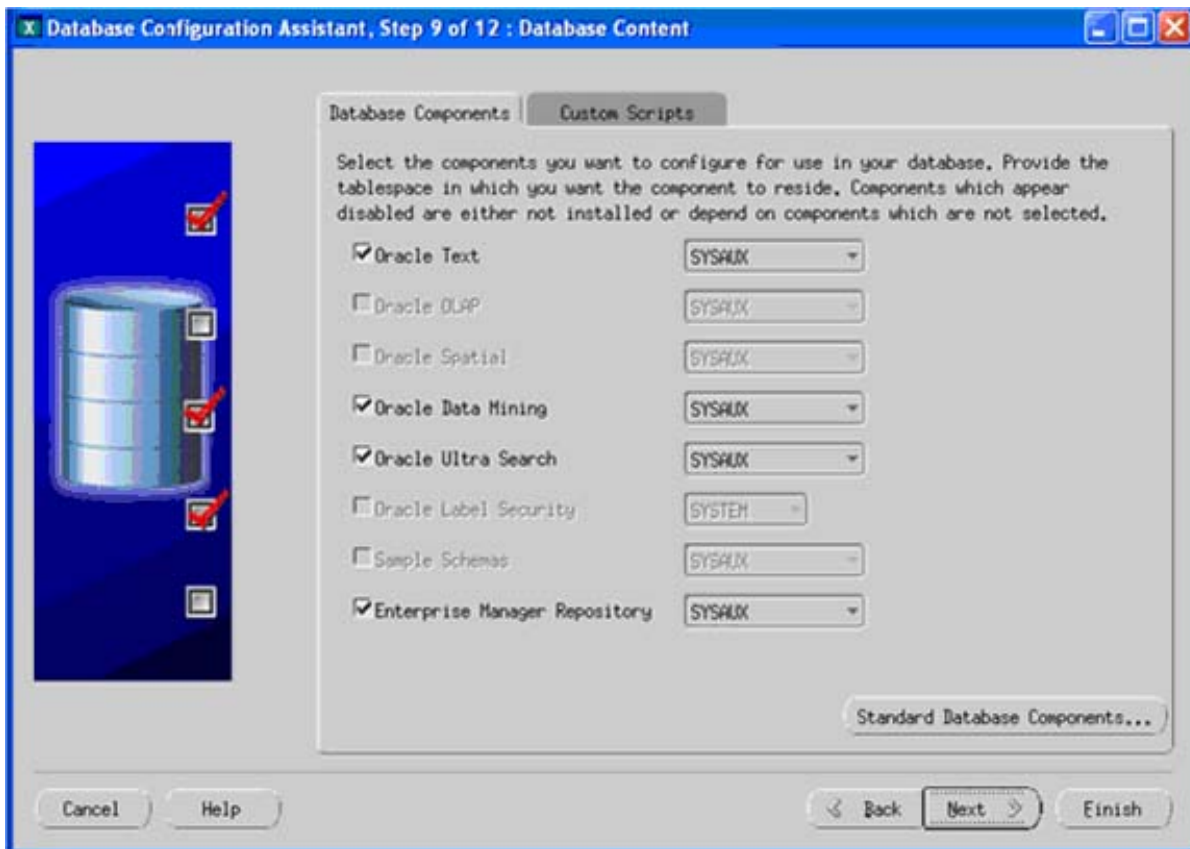 X Database Configuration Assistant, Step 9 of 12 : Database Content
Database Components
Custom Scripts
Select the components you want to configure for use in your database. Provide the
tablespace in which you want the component to reside. Components which appear
disabled are either not installed or depend on components which are not selected.
Oracle Text SYSAUX
Oracle OLAP SYSAUX
Oracle Spatial SYSAUX
Oracle Data Mining SYSAUX
Oracle Ultra Search SYSAUX
Oracle Label Security SYSTEM
Sample Schemas SYSAUX
Enterprise Manager Repository SYSAUX
Standard Database Components...
Cancel Help Back Next Finish